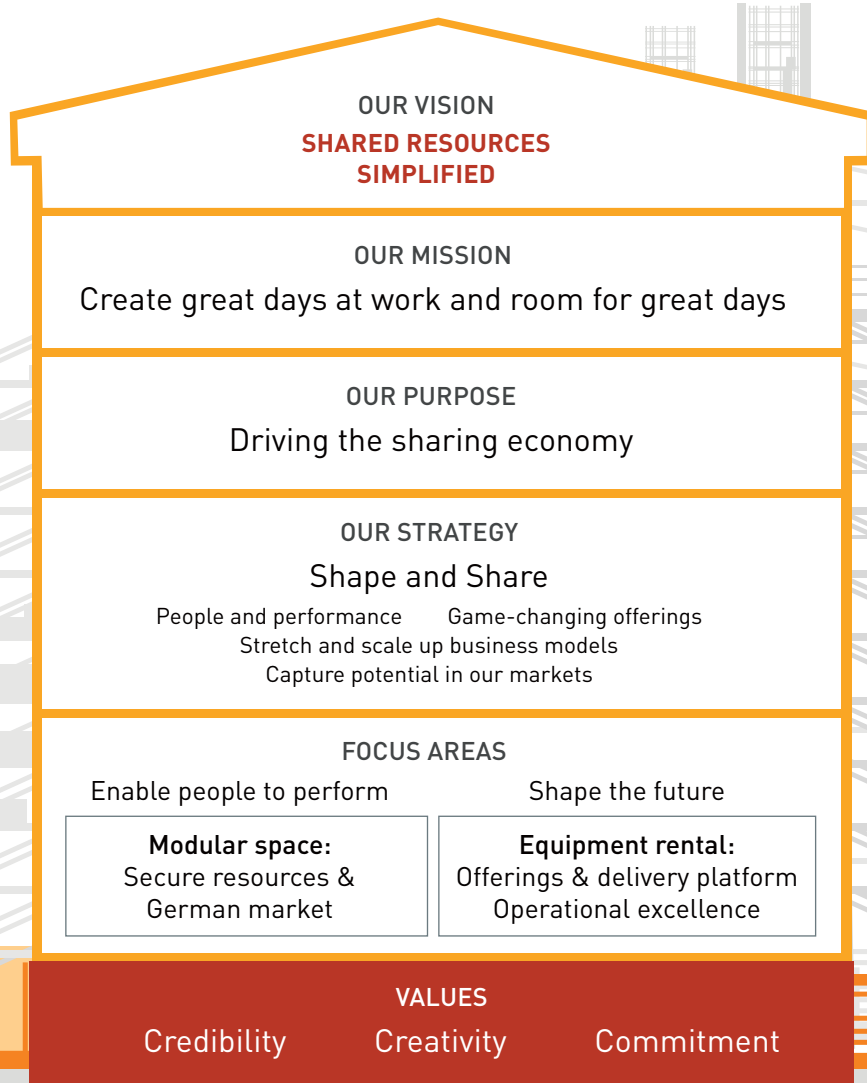 OUR VISION
SHARED RESOURCES
SIMPLIFIED
OUR MISSION
Create great days at work and room for great days
OUR PURPOSE
Driving the sharing economy
OUR STRATEGY
Shape and Share
People and performance Game-changing offerings
Stretch and scale up business models
Capture potential in our markets
FOCUS AREAS
Enable people to perform Shape the future
Modular space:
Secure resources &
German market
Equipment rental:
Offerings & delivery platform
Operational excellence
VALUES
Credibility Creativity Commitment